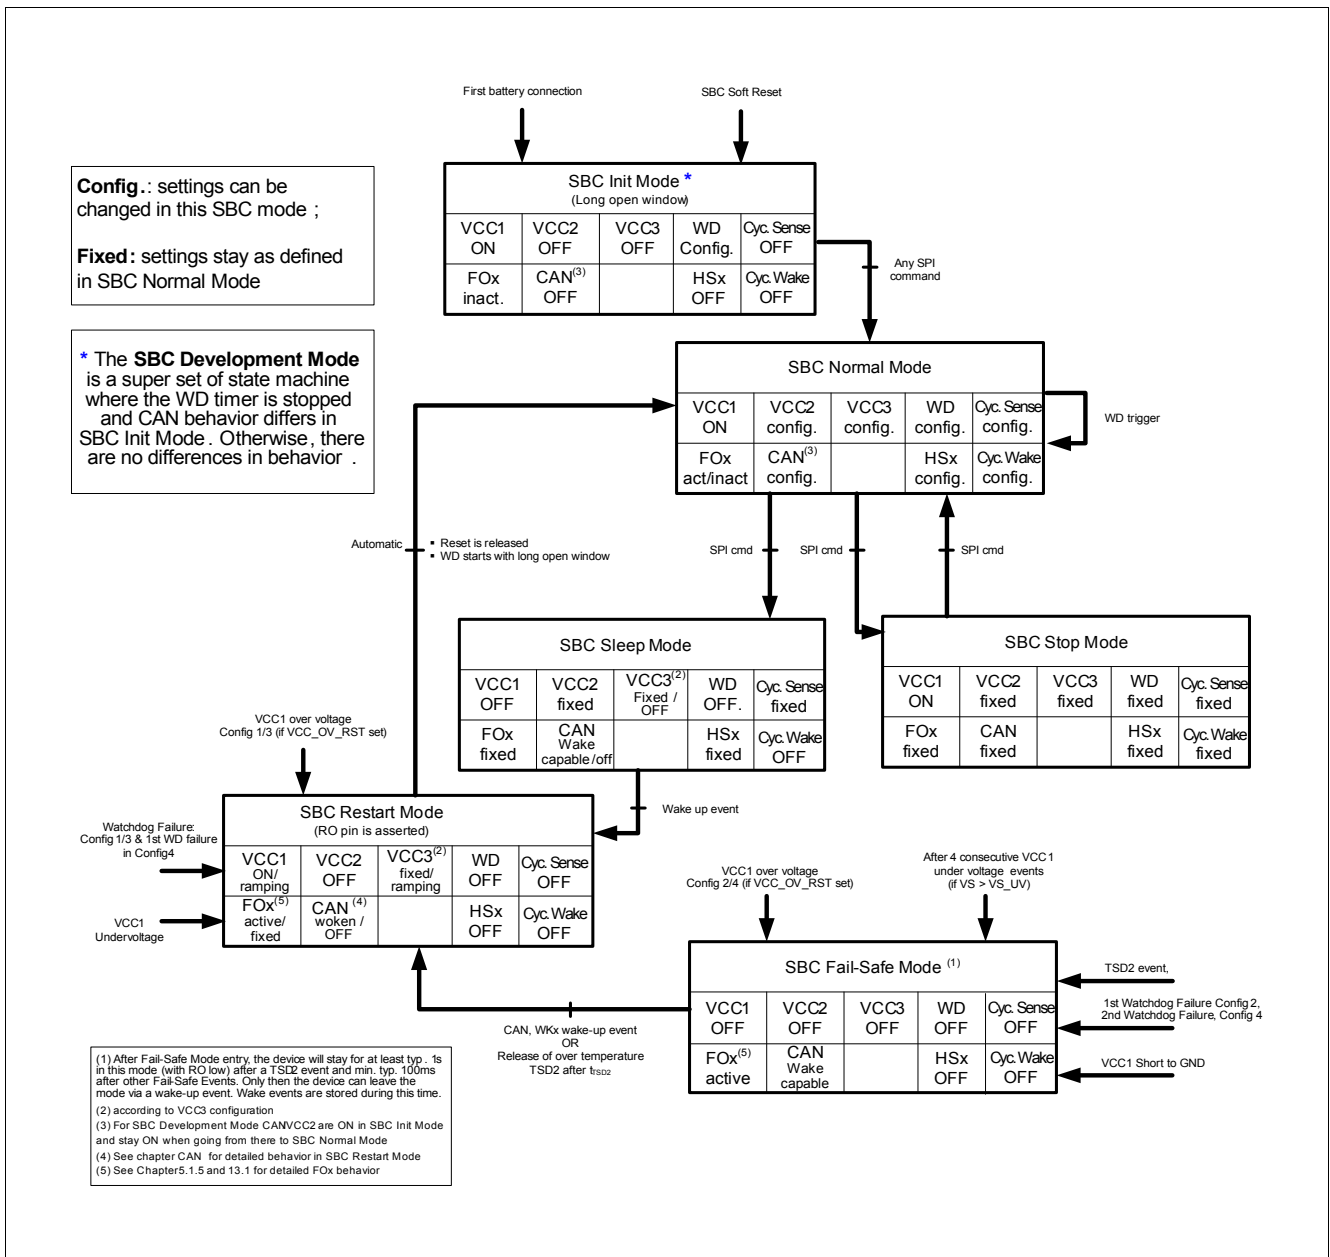 First battery connection
SBC Soft Reset
Config.: settings can be
changed in this SBC mode ;
Fixed: settings stay as defined
in SBC Normal Mode
* The SBC Development Mode
is a super set of state machine
where the WD timer is stopped
and CAN behavior differs in
SBC Init Mode . Otherwise , there
are no differences in behavior .
SBC Init Mode *
(Long open window)
VCC1
ON
VCC2
OFF
VCC3
OFF
WD
Config.
Cyc. Sense
OFF
FOx
inact.
CAN(3)
OFF
HSx
OFF
Cyc. Wake
OFF
Any SPI
command
SBC Normal Mode
VCC1
ON
VCC2
config.
VCC3
config.
WD
config.
Cyc. Sense
config.
FOx
act/inact
CAN(3)
config.
HSx
config.
Cyc. Wake
config.
WD trigger
Automatic
▪ Reset is released
▪ WD starts with long open window
SPI cmd
SPI cmd
SPI cmd
SBC Sleep Mode
VCC1
OFF
VCC2
fixed
VCC3(2)
Fixed /
OFF
WD
OFF.
Cyc. Sense
fixed
FOx
fixed
CAN
Wake
capable /off
HSx
fixed
Cyc. Wake
OFF
SBC Stop Mode
VCC1
ON
VCC2
fixed
VCC3
fixed
WD
fixed
Cyc. Sense
fixed
FOx
fixed
CAN
fixed
HSx
fixed
Cyc. Wake
fixed
VCC1 over voltage
Config 1/3 (if VCC_OV_RST set)
Wake up event
Watchdog Failure:
Config 1/3 & 1st WD failure
in Config4
VCC1
Undervoltage
SBC Restart Mode
(RO pin is asserted)
VCC1
ON/
ramping
VCC2
OFF
VCC3(2)
fixed/
ramping
WD
OFF
Cyc. Sense
OFF
FOx(5)
active/
fixed
CAN(4)
woken /
OFF
HSx
OFF
Cyc. Wake
OFF
VCC1 over voltage
Config 2/4 (if VCC_OV_RST set)
After 4 consecutive VCC1
under voltage events
(if VS > VS_UV)
SBC Fail-Safe Mode (1)
VCC1
OFF
VCC2
OFF
VCC3
OFF
WD
OFF
Cyc. Sense
OFF
FOx(5)
active
CAN
Wake
capable
HSx
OFF
Cyc. Wake
OFF
TSD2 event,
1st Watchdog Failure Config 2,
2nd Watchdog Failure, Config 4
VCC1 Short to GND
CAN, WKx wake-up event
OR
Release of over temperature
TSD2 after tTSD2
(1) After Fail-Safe Mode entry, the device will stay for at least typ . 1s
in this mode (with RO low) after a TSD2 event and min. typ. 100ms
after other Fail-Safe Events. Only then the device can leave the
mode via a wake-up event. Wake events are stored during this time.
(2) according to VCC3 configuration
(3) For SBC Development Mode CAN/VCC2 are ON in SBC Init Mode
and stay ON when going from there to SBC Normal Mode
(4) See chapter CAN for detailed behavior in SBC Restart Mode
(5) See Chapter5.1.5 and 13.1 for detailed FOx behavior